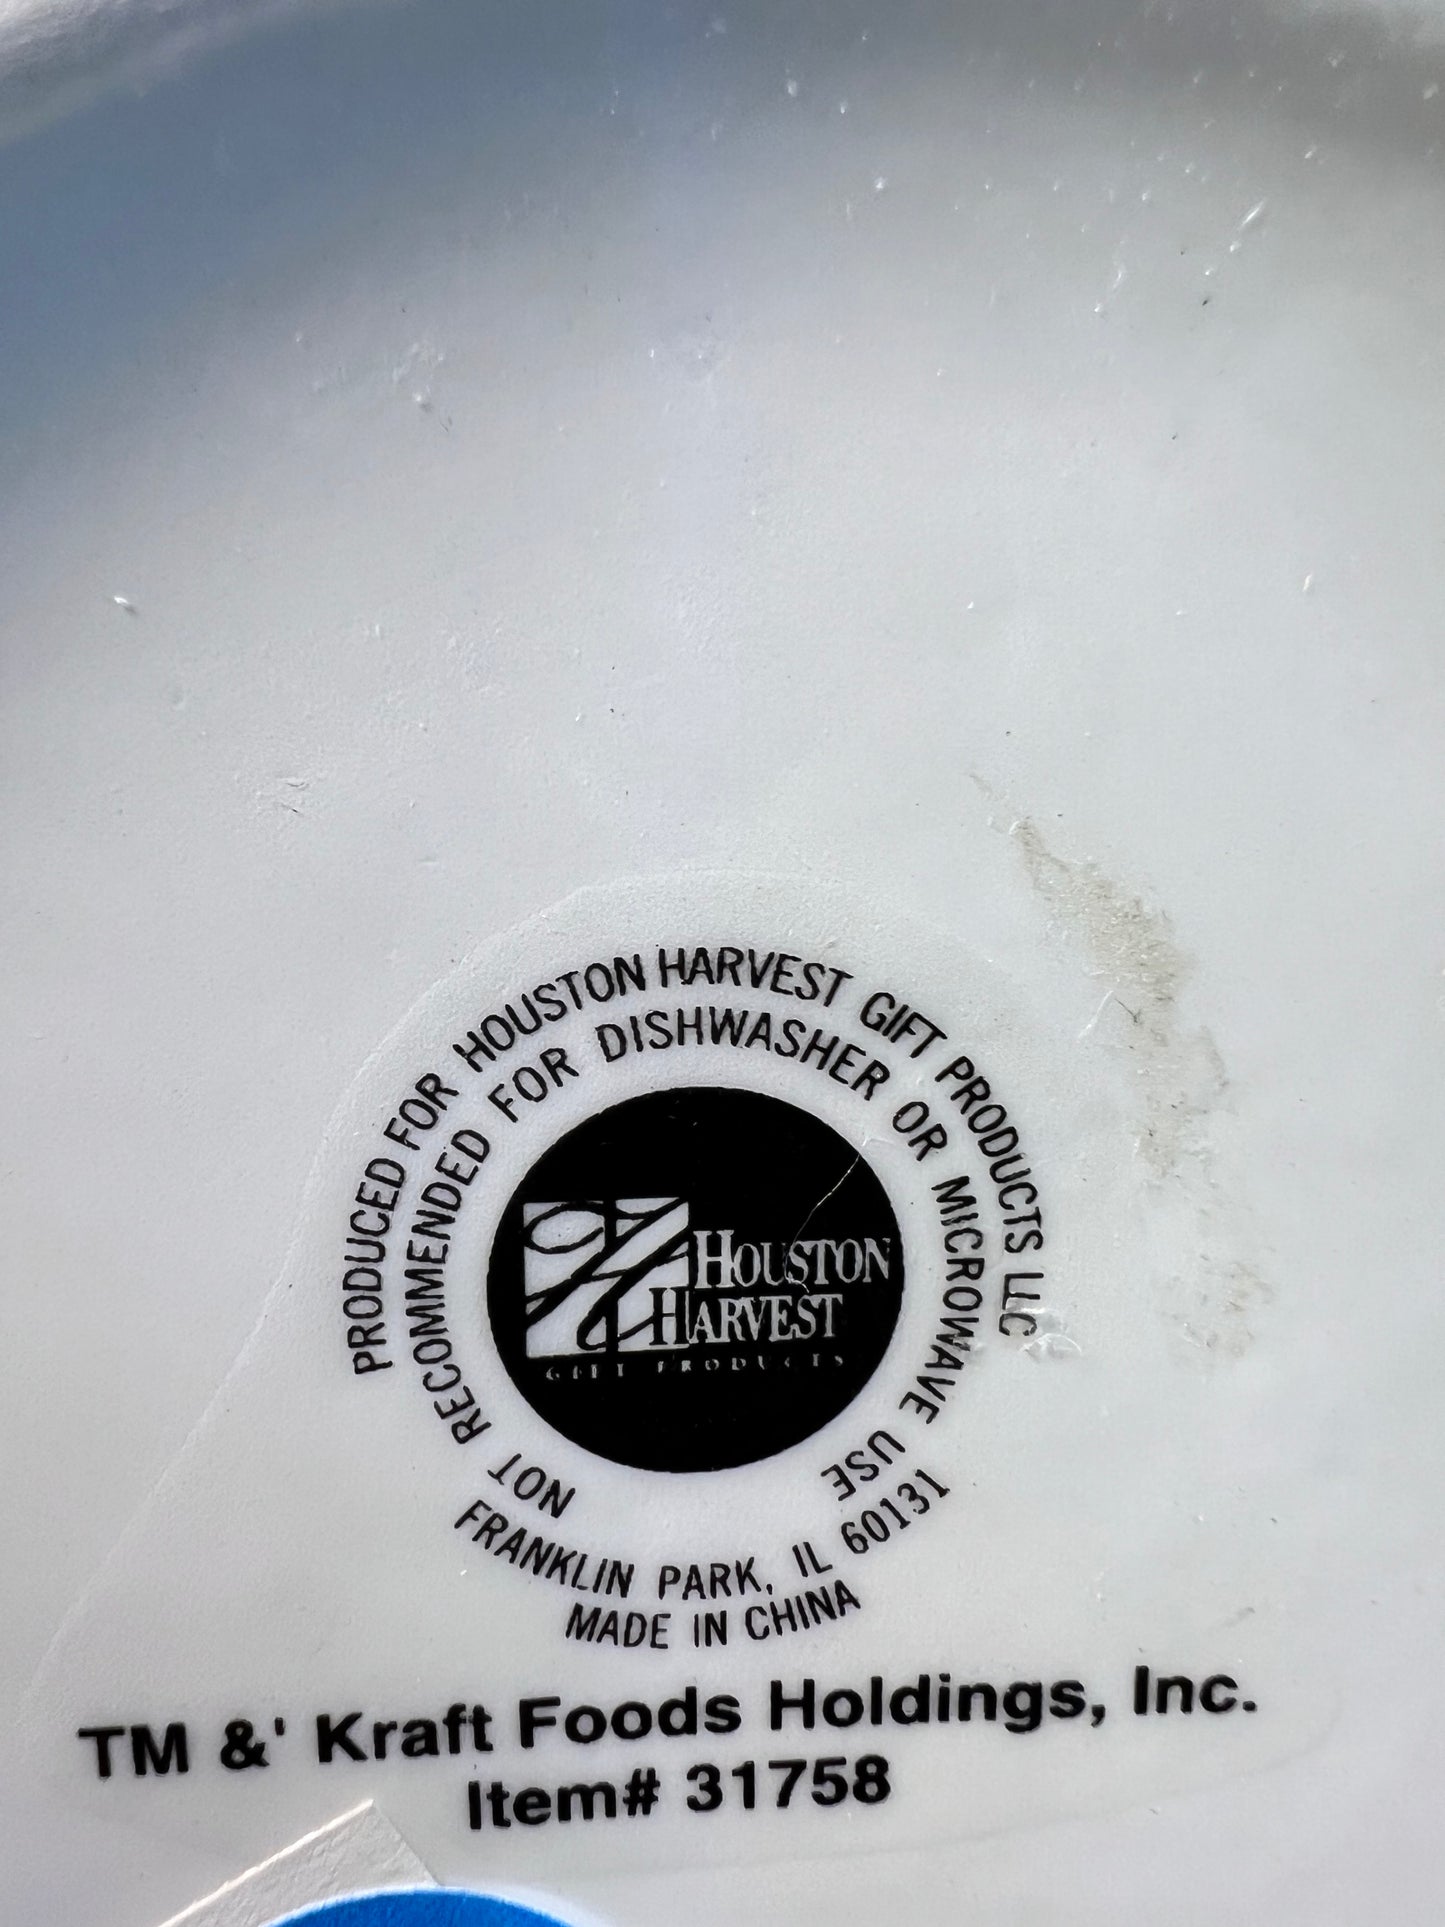 PRODUCED FOR HOUSTON HARVEST GIFT PRODUCTS LLC
NOT RECOMMENDED FOR DISHWASHER OR MICROWAVE USE
HOUSTON
HARVEST
GIFT PRODUCTS
FRANKLIN PARK, IL 60131
MADE IN CHINA
TM &' Kraft Foods Holdings, Inc.
Item# 31758